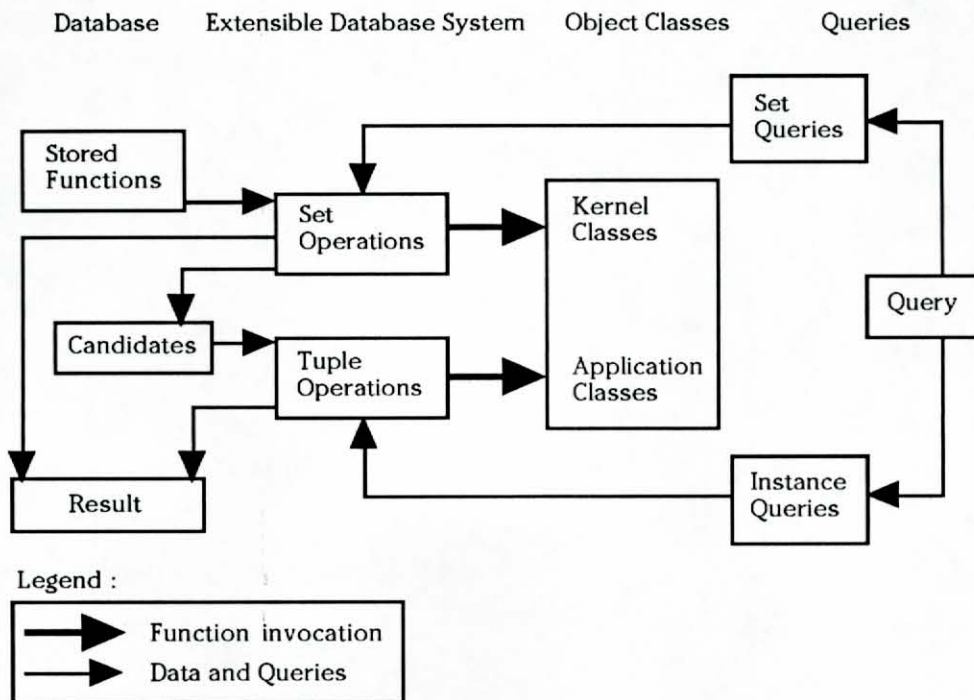 Database Extensible Database System Object Classes Queries
Set
Queries
Stored
Functions
Set
Operations
Kernel
Classes
Query
Candidates
Tuple
Operations
Application
Classes
Result
Instance
Queries
Legend :
Function invocation
Data and Queries